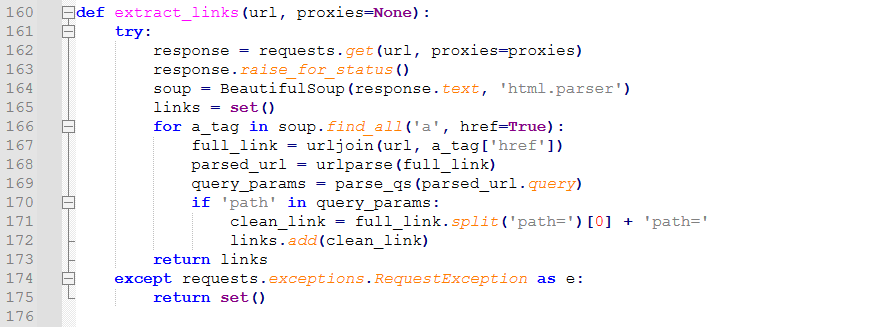 160 def extract_links(url, proxies=None):
161     try:
162         response = requests.get(url, proxies=proxies)
163         response.raise_for_status()
164         soup = BeautifulSoup(response.text, 'html.parser')
165         links = set()
166         for a_tag in soup.find_all('a', href=True):
167             full_link = urljoin(url, a_tag['href'])
168             parsed_url = urlparse(full_link)
169             query_params = parse_qs(parsed_url.query)
170             if 'path' in query_params:
171                 clean_link = full_link.split('path=')[0] + 'path='
172                 links.add(clean_link)
173         return links
174     except requests.exceptions.RequestException as e:
175         return set()
176